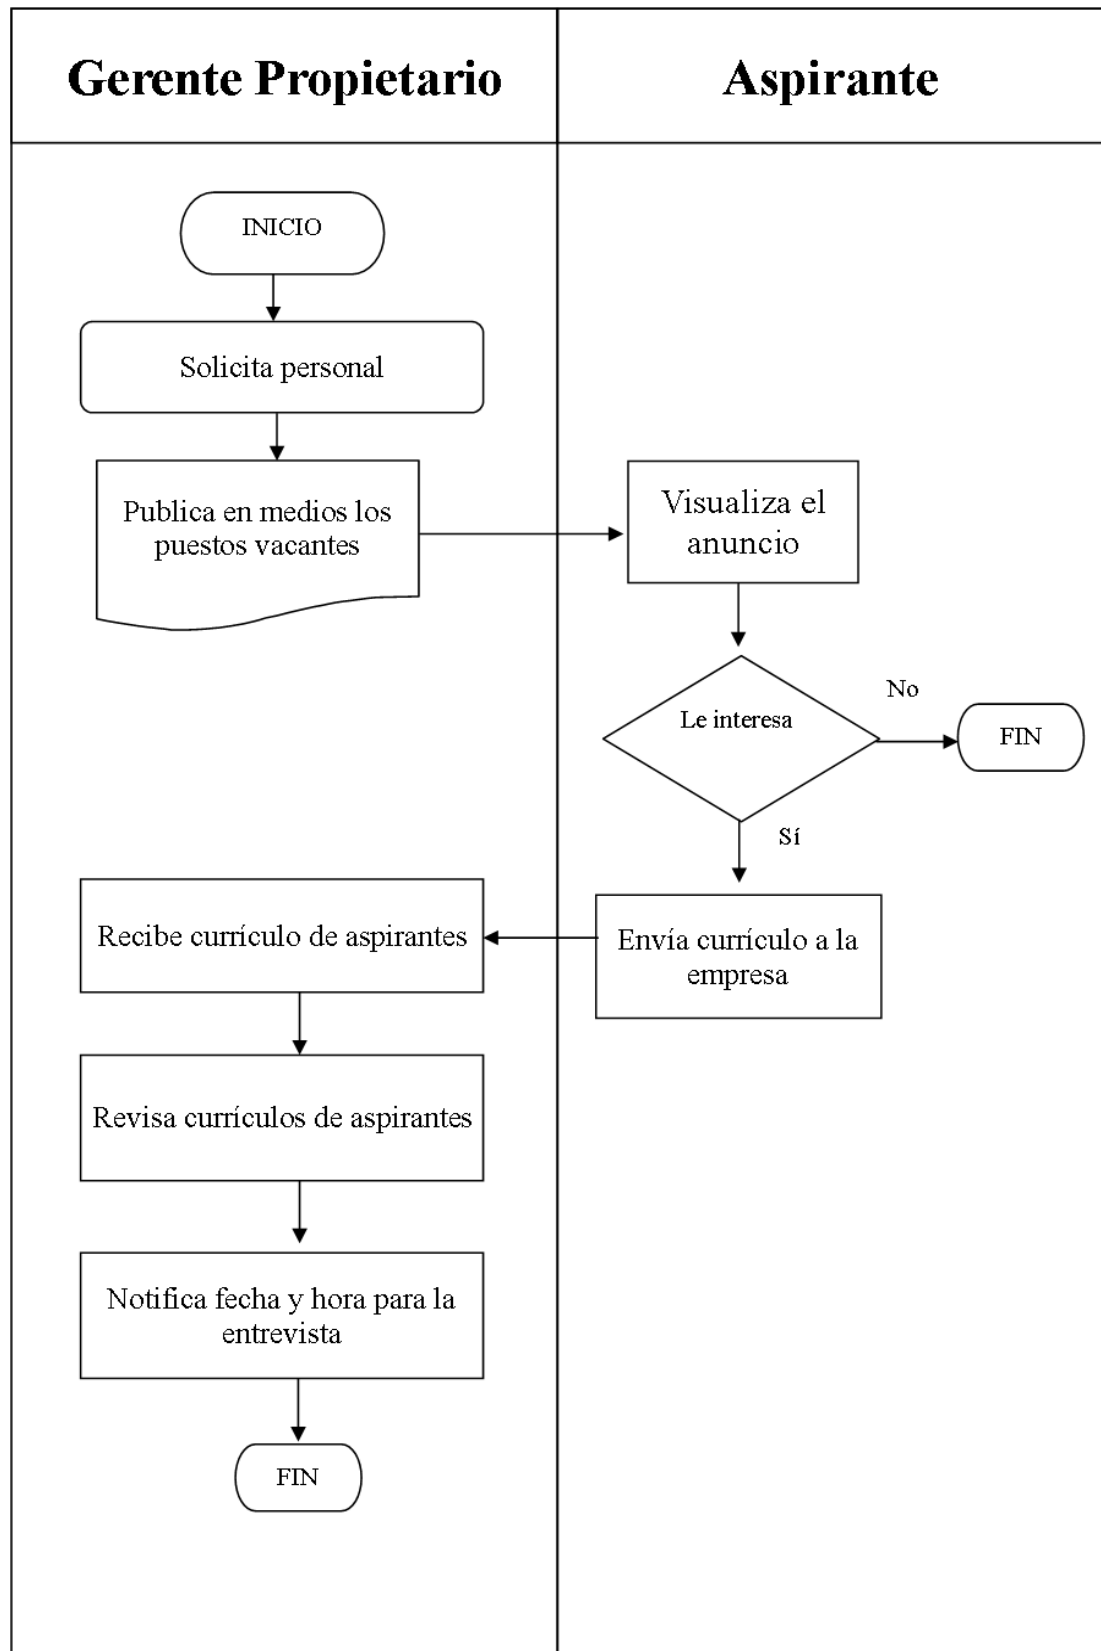 Gerente Propietario
Aspirante
INICIO
Solicita personal
Publica en medios los
puestos vacantes
Visualiza el
anuncio
Le interesa
No
FIN
Sí
Envía currículo a la
empresa
Recibe currículo de aspirantes
Revisa currículos de aspirantes
Notifica fecha y hora para la
entrevista
FIN